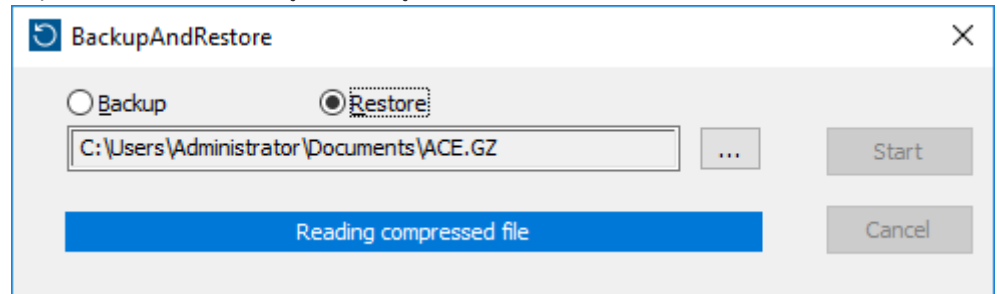 BackupAndRestore
Backup Restore
C:\Users\Administrator\Documents\ACE.GZ ... Start
Reading compressed file Cancel